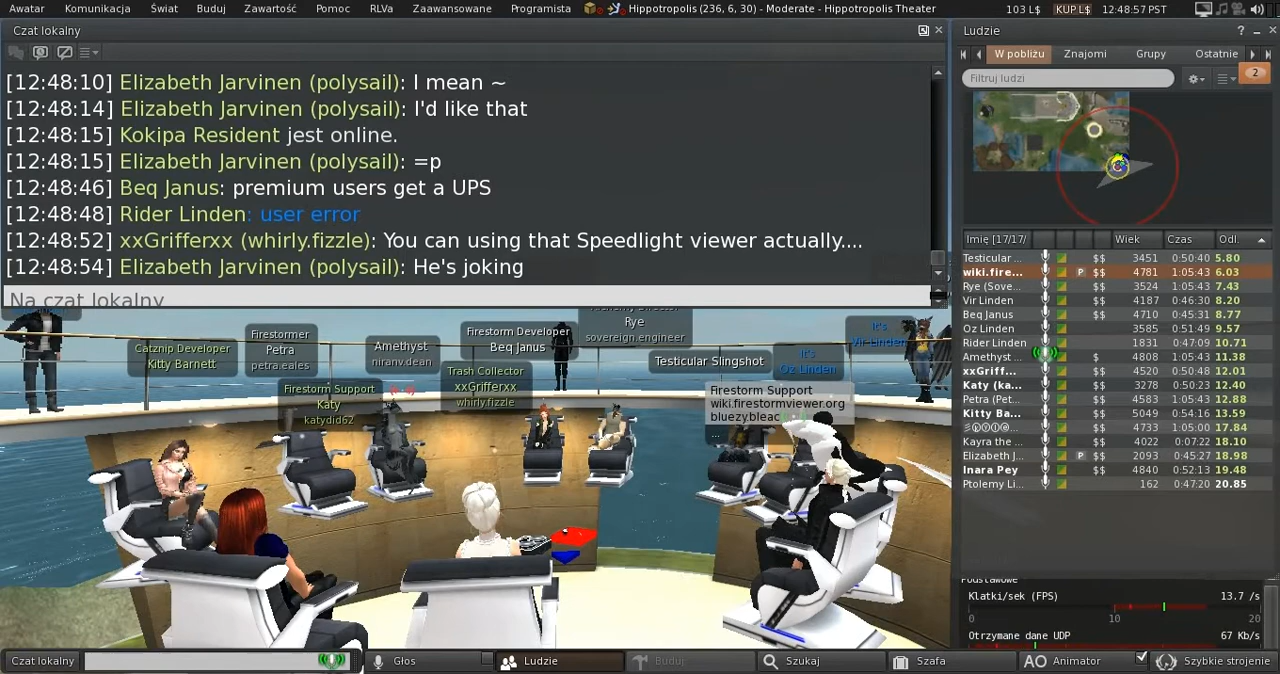 Awatar Komunikacja Świat Buduj Zawartość Pomoc RLVa Zaawansowane Programista Hippotropolis (236, 6, 30) - Moderate - Hippotropolis Theater 103 L$ KUP L$ 12:48:57 PST
Czat lokalny
[12:48:10] Elizabeth Jarvinen (polysail): I mean ~
[12:48:14] Elizabeth Jarvinen (polysail): I'd like that
[12:48:15] Kokipa Resident jest online.
[12:48:15] Elizabeth Jarvinen (polysail): =p
[12:48:46] Beq Janus: premium users get a UPS
[12:48:48] Rider Linden: user error
[12:48:52] xxGrifferxx (whirly.fizzle): You can using that Speedlight viewer actually....
[12:48:54] Elizabeth Jarvinen (polysail): He's joking
Na czat lokalny
Catznip Developer
Kitty Barnett
Firestormer
Petra
petra.eales
Firestorm Support
Katy
katydid62
Amethyst
niranv.dean
Firestorm Developer
Beq Janus
Trash Collector
xxGrifferxx
whirly.fizzle
Rye
sovereign.engineer
Testicular Slingshot
It's
Oz Linden
It's
Vir Linden
Firestorm Support
wiki.firestormviewer.org
bluezy.bleac
...
Ludzie
? _ ×
W pobliżu Znajomi Grupy Ostatnie
Filtruj ludzi
2
Imię [17/17/ Wiek Czas Odl.
Testicular ... $$ 3451 0:50:40 5.80
wiki.fire... P $$ 4781 1:05:43 6.03
Rye (Sove... $$ 3524 1:05:43 7.43
Vir Linden $$ 4187 0:46:30 8.20
Beq Janus $$ 4710 0:45:31 8.77
Oz Linden 3585 0:51:49 9.57
Rider Linden 1831 0:47:09 10.71
Amethyst ... $ 4808 1:05:43 11.38
xxGriff... $$ 4520 0:50:48 12.01
Katy (ka... $$ 3278 0:50:23 12.40
Petra (Pet... $$ 4583 1:05:43 12.88
Kitty Ba... $$ 5049 0:54:16 13.59
$$ 4733 1:05:00 17.84
Kayra the ... $$ 4022 0:07:22 18.10
Elizabeth J... P $$ 2093 0:45:27 18.98
Inara Pey $$ 4840 0:52:13 19.48
Ptolemy Li... 162 0:47:20 20.85
Podstawowe
Klatki/sek (FPS) 13.7 /s
0 10 20
Otrzymane dane UDP 67 Kb/s
Czat lokalny Głos Ludzie Buduj Szukaj Szafa AO Animator Szybkie strojenie